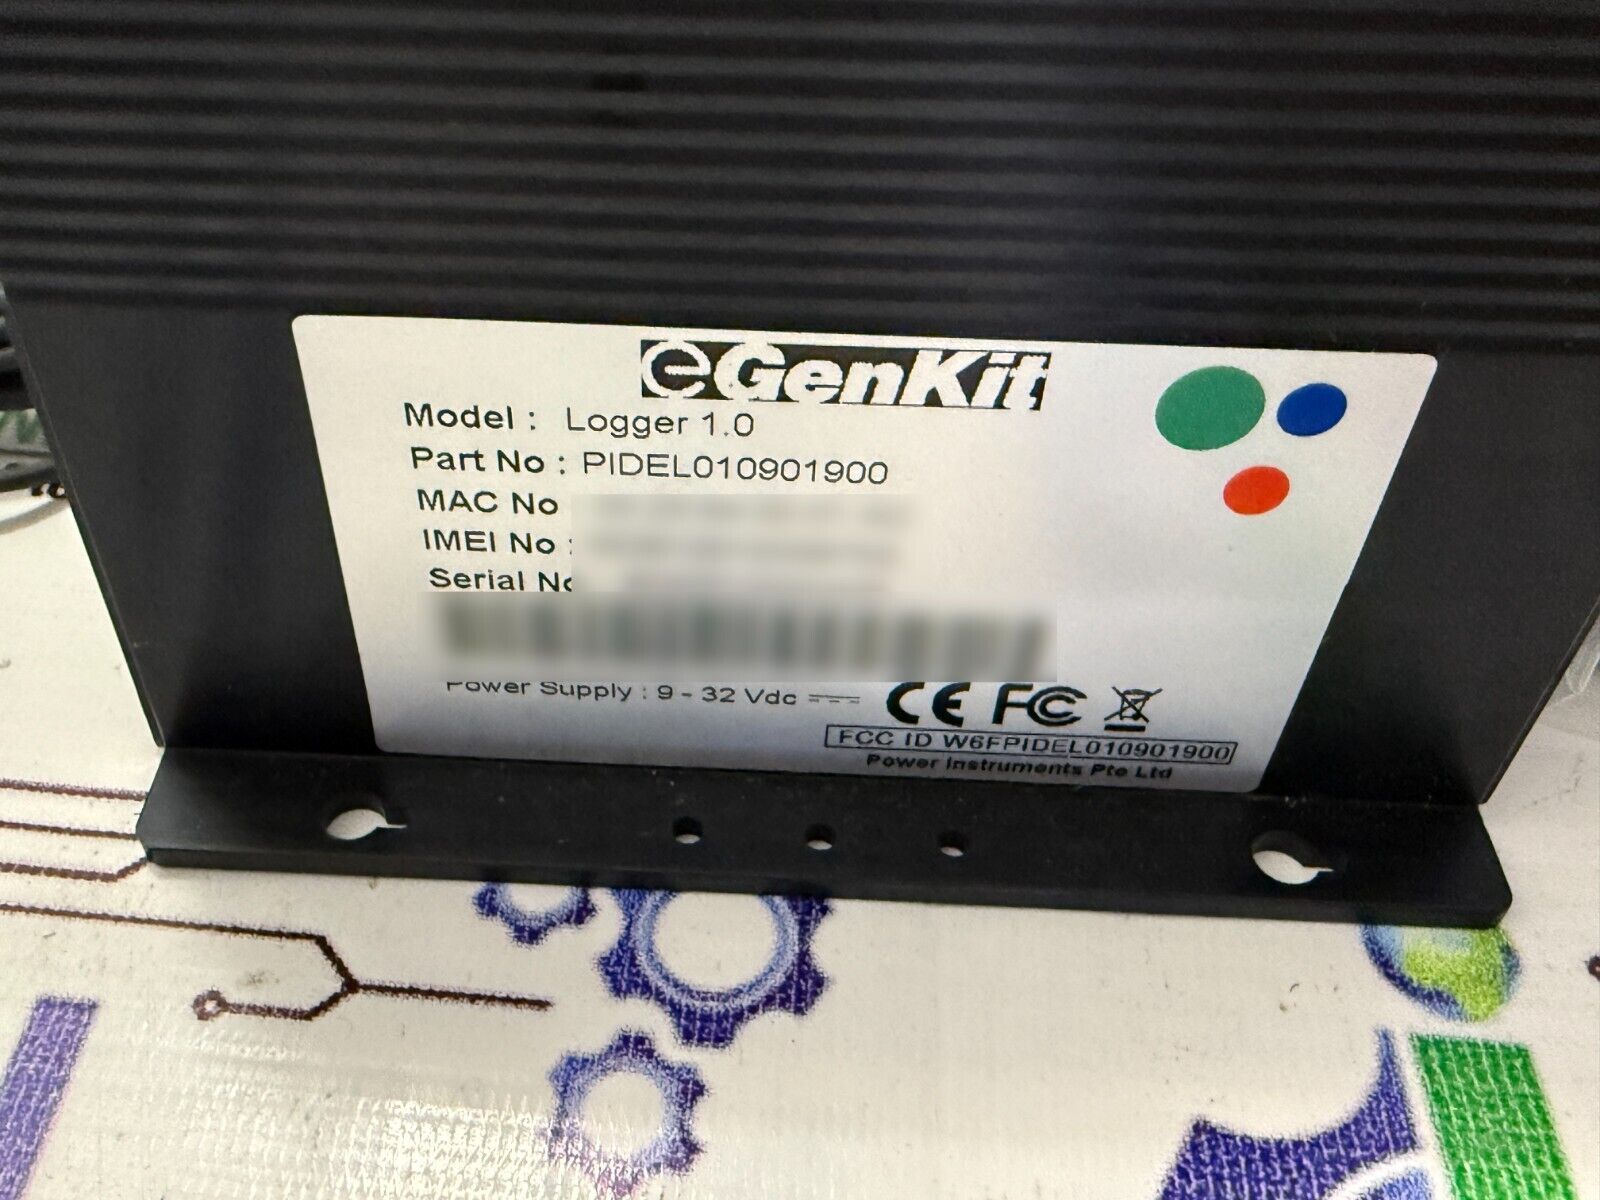 eGenKit
Model : Logger 1.0
Part No : PIDEL010901900
MAC No
IMEI No :
Serial No
Power Supply : 9 - 32 Vdc
CE FC
FCC ID W6FPIDEL010901900
Power Instruments Pte Ltd